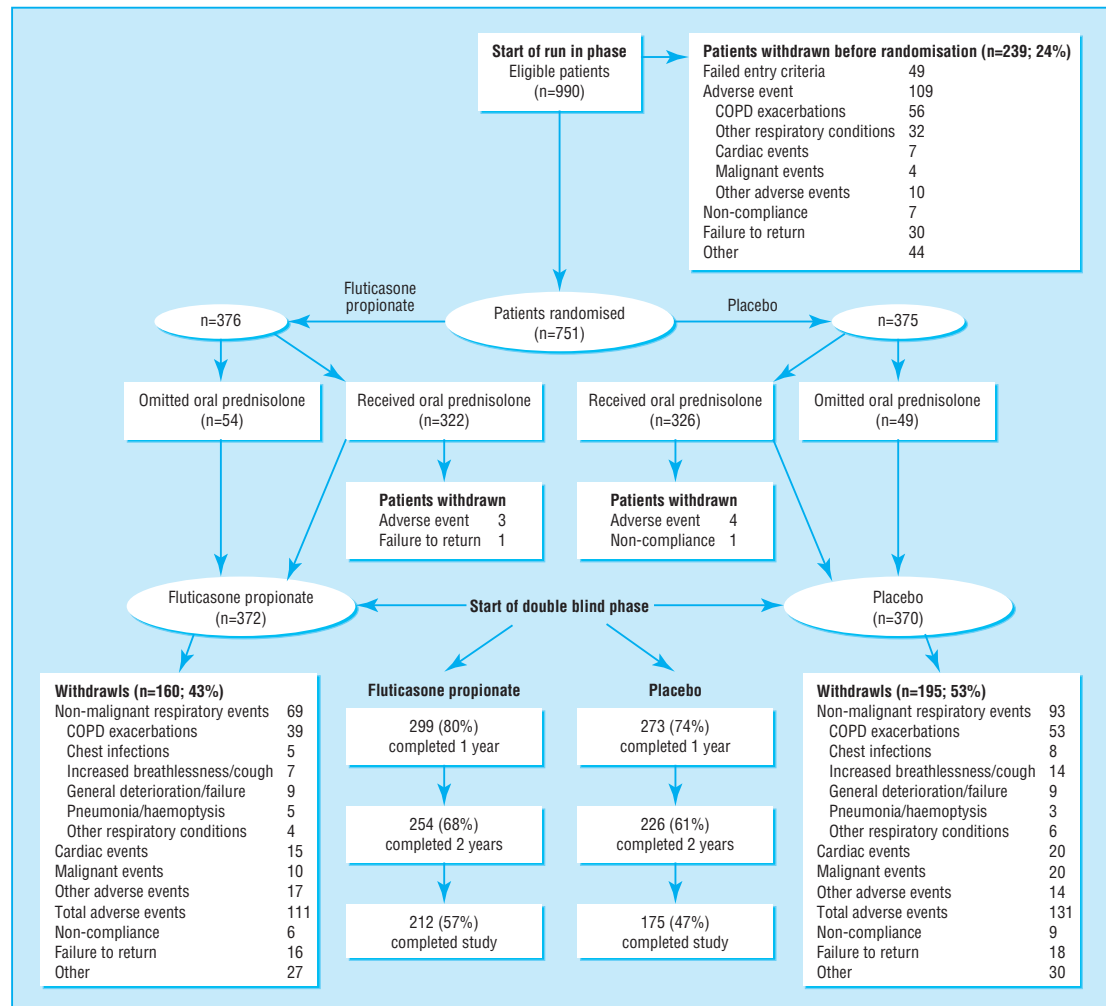 Start of run in phase
Eligible patients
(n=990)
Patients withdrawn before randomisation (n=239; 24%)
Failed entry criteria 49
Adverse event 109
COPD exacerbations 56
Other respiratory conditions 32
Cardiac events 7
Malignant events 4
Other adverse events 10
Non-compliance 7
Failure to return 30
Other 44
Fluticasone
propionate
Placebo
n=376
Patients randomised
(n=751)
n=375
Omitted oral prednisolone
(n=54)
Received oral prednisolone
(n=322)
Received oral prednisolone
(n=326)
Omitted oral prednisolone
(n=49)
Patients withdrawn
Adverse event 3
Failure to return 1
Patients withdrawn
Adverse event 4
Non-compliance 1
Fluticasone propionate
(n=372)
Start of double blind phase
Placebo
(n=370)
Withdrawls (n=160; 43%)
Non-malignant respiratory events 69
COPD exacerbations 39
Chest infections 5
Increased breathlessness/cough 7
General deterioration/failure 9
Pneumonia/haemoptysis 5
Other respiratory conditions 4
Cardiac events 15
Malignant events 10
Other adverse events 17
Total adverse events 111
Non-compliance 6
Failure to return 16
Other 27
Fluticasone propionate
299 (80%)
completed 1 year
254 (68%)
completed 2 years
212 (57%)
completed study
Placebo
273 (74%)
completed 1 year
226 (61%)
completed 2 years
175 (47%)
completed study
Withdrawls (n=195; 53%)
Non-malignant respiratory events 93
COPD exacerbations 53
Chest infections 8
Increased breathlessness/cough 14
General deterioration/failure 9
Pneumonia/haemoptysis 3
Other respiratory conditions 6
Cardiac events 20
Malignant events 20
Other adverse events 14
Total adverse events 131
Non-compliance 9
Failure to return 18
Other 30